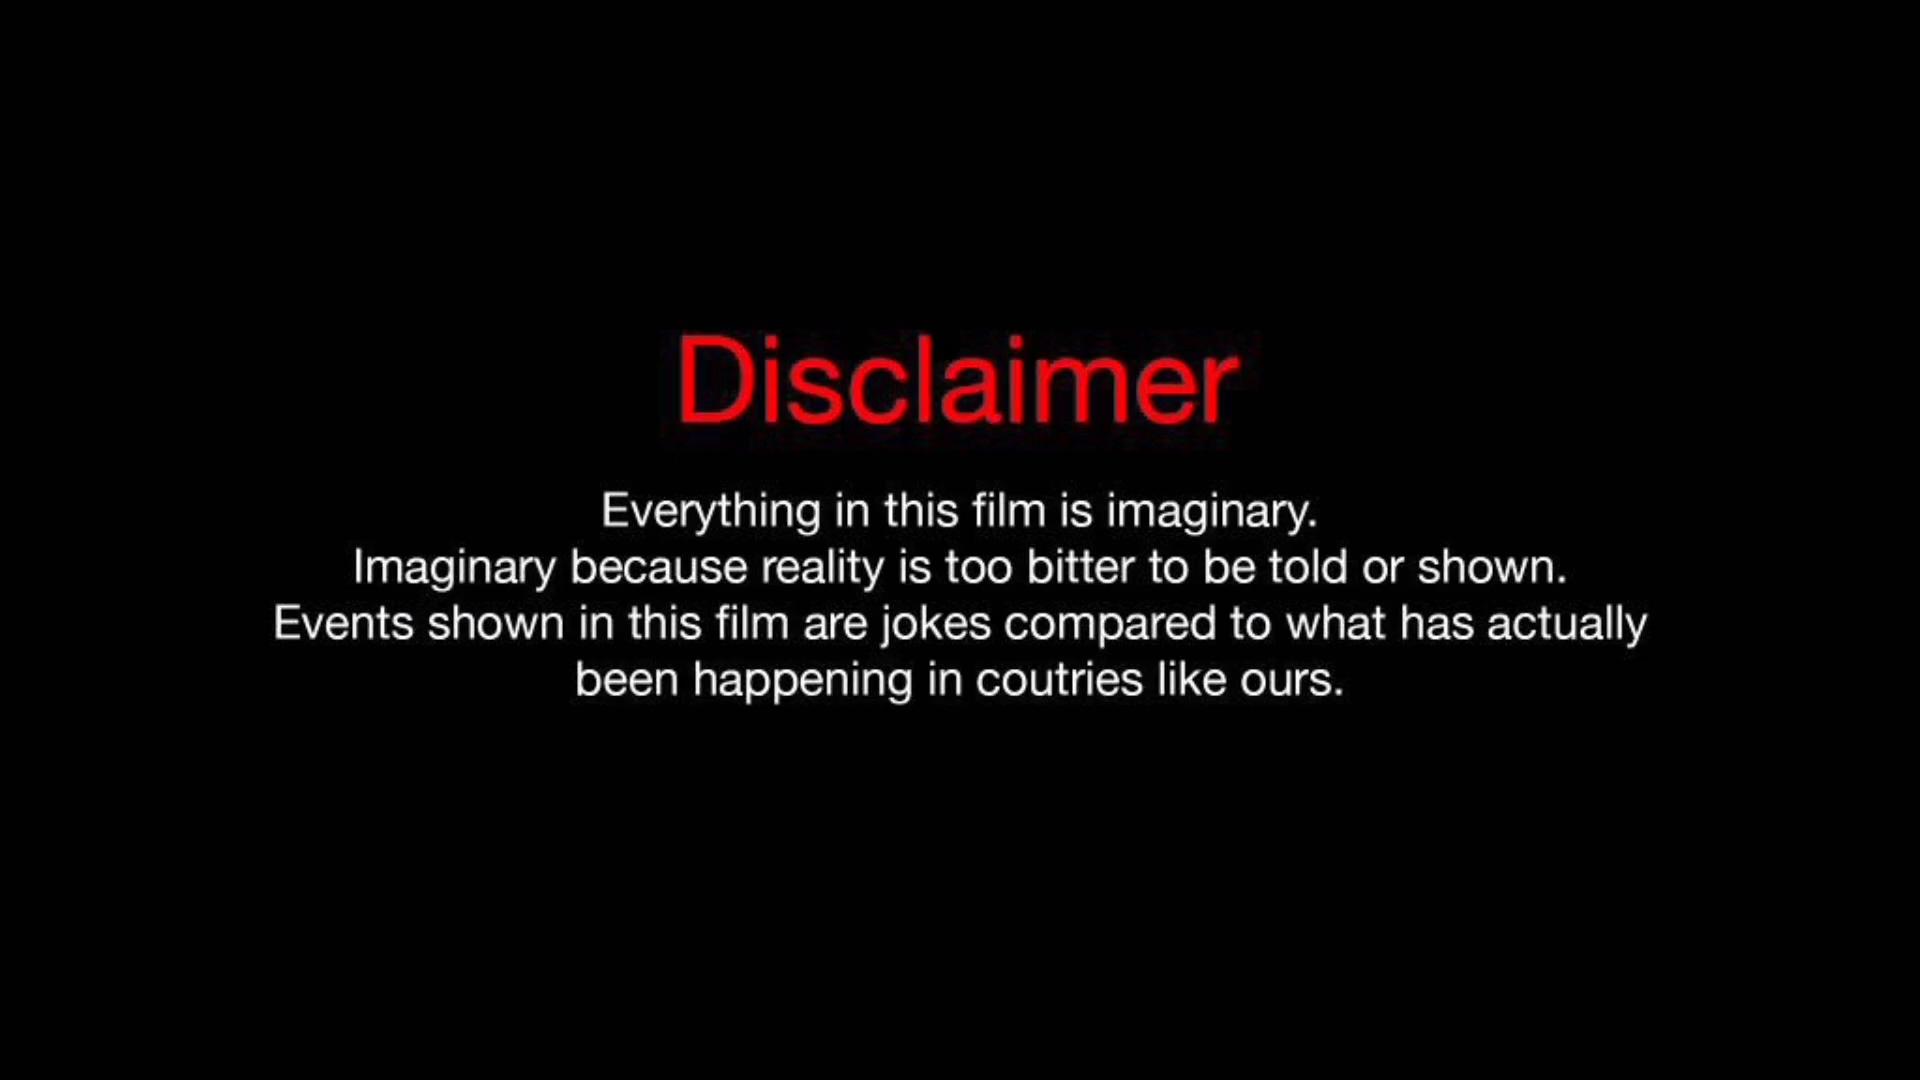 Disclaimer
Everything in this film is imaginary.
Imaginary because reality is too bitter to be told or shown.
Events shown in this film are jokes compared to what has actually
been happening in coutries like ours.